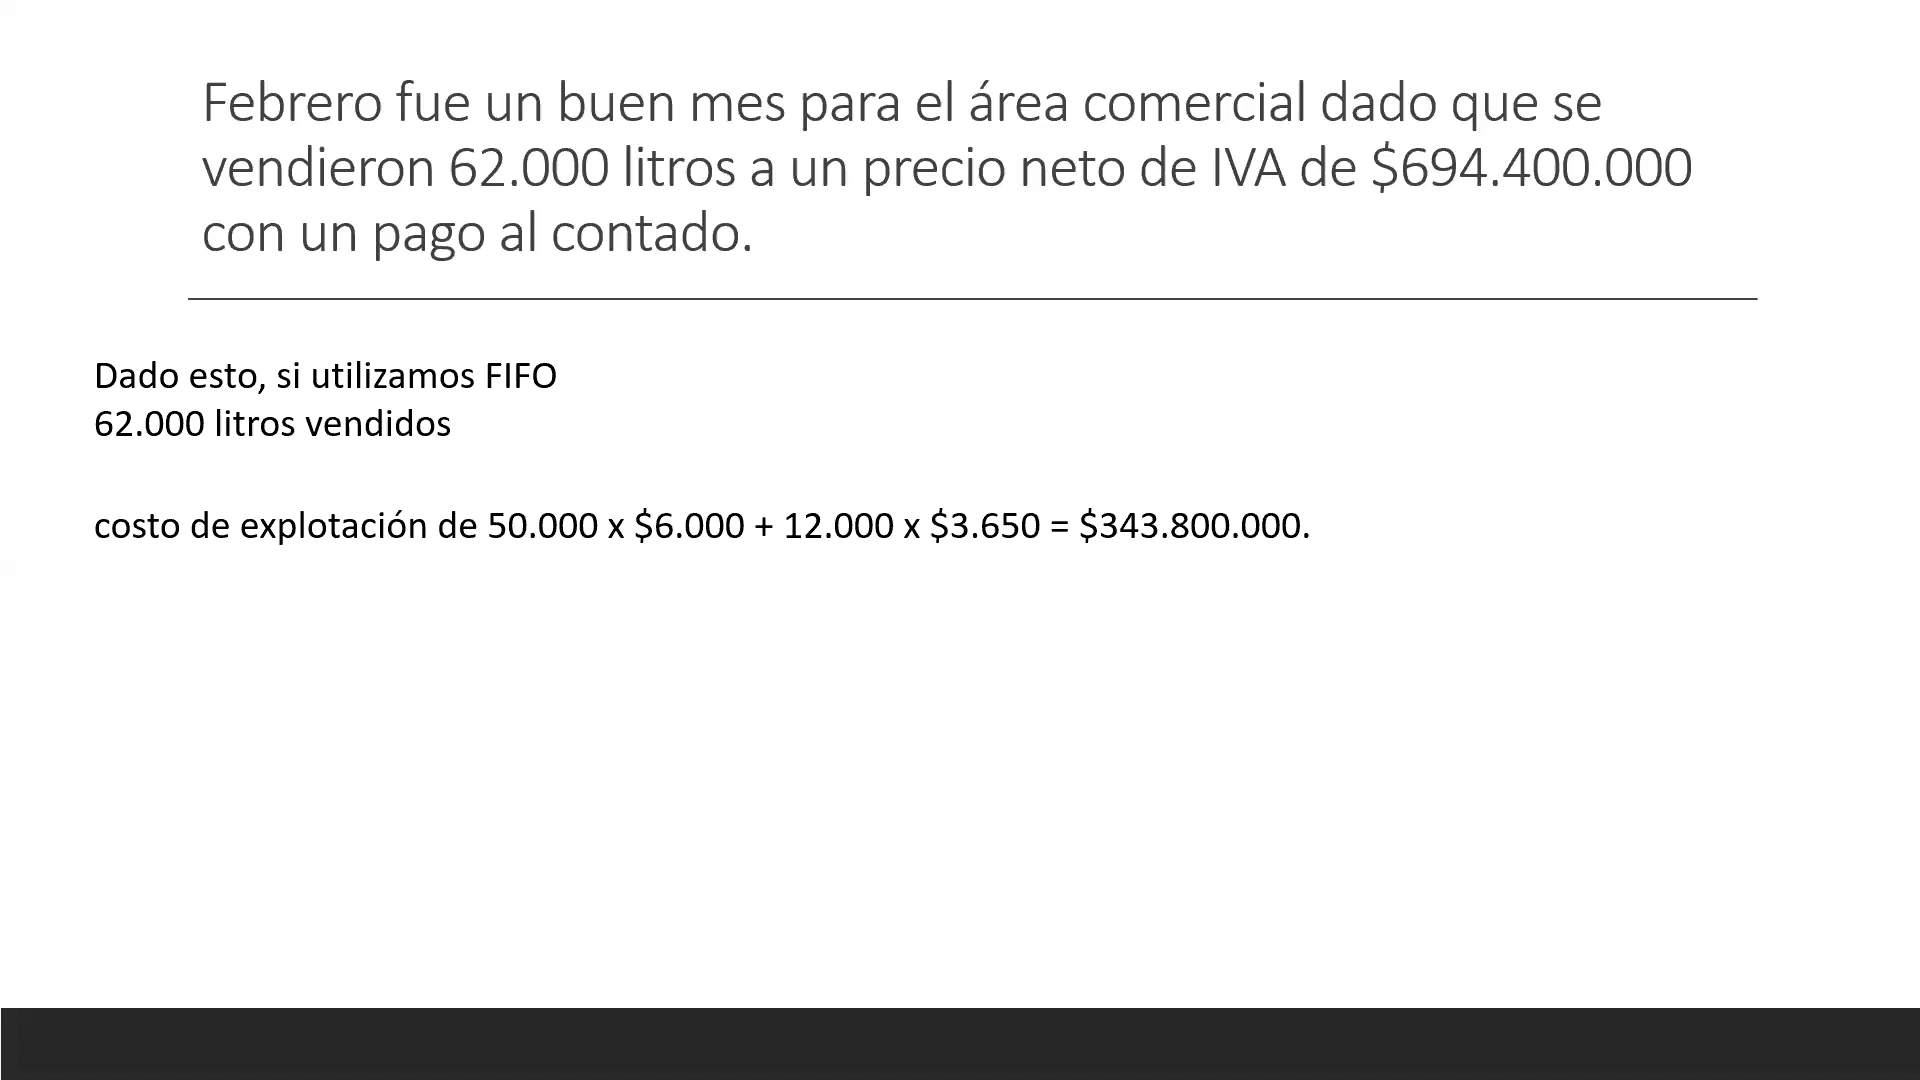 Febrero fue un buen mes para el área comercial dado que se
vendieron 62.000 litros a un precio neto de IVA de $694.400.000
con un pago al contado.
Dado esto, si utilizamos FIFO
62.000 litros vendidos
costo de explotación de 50.000 x $6.000 + 12.000 x $3.650 = $343.800.000.